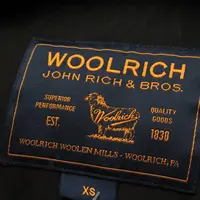 WOOLRICH
JOHN RICH & BROS.
SUPERIOR
PERFORMANCE
QUALITY
GOODS
Woolrich
EST.
1830
WOOLRICH WOOLEN MILLS - WOOLRICH, PA
XS